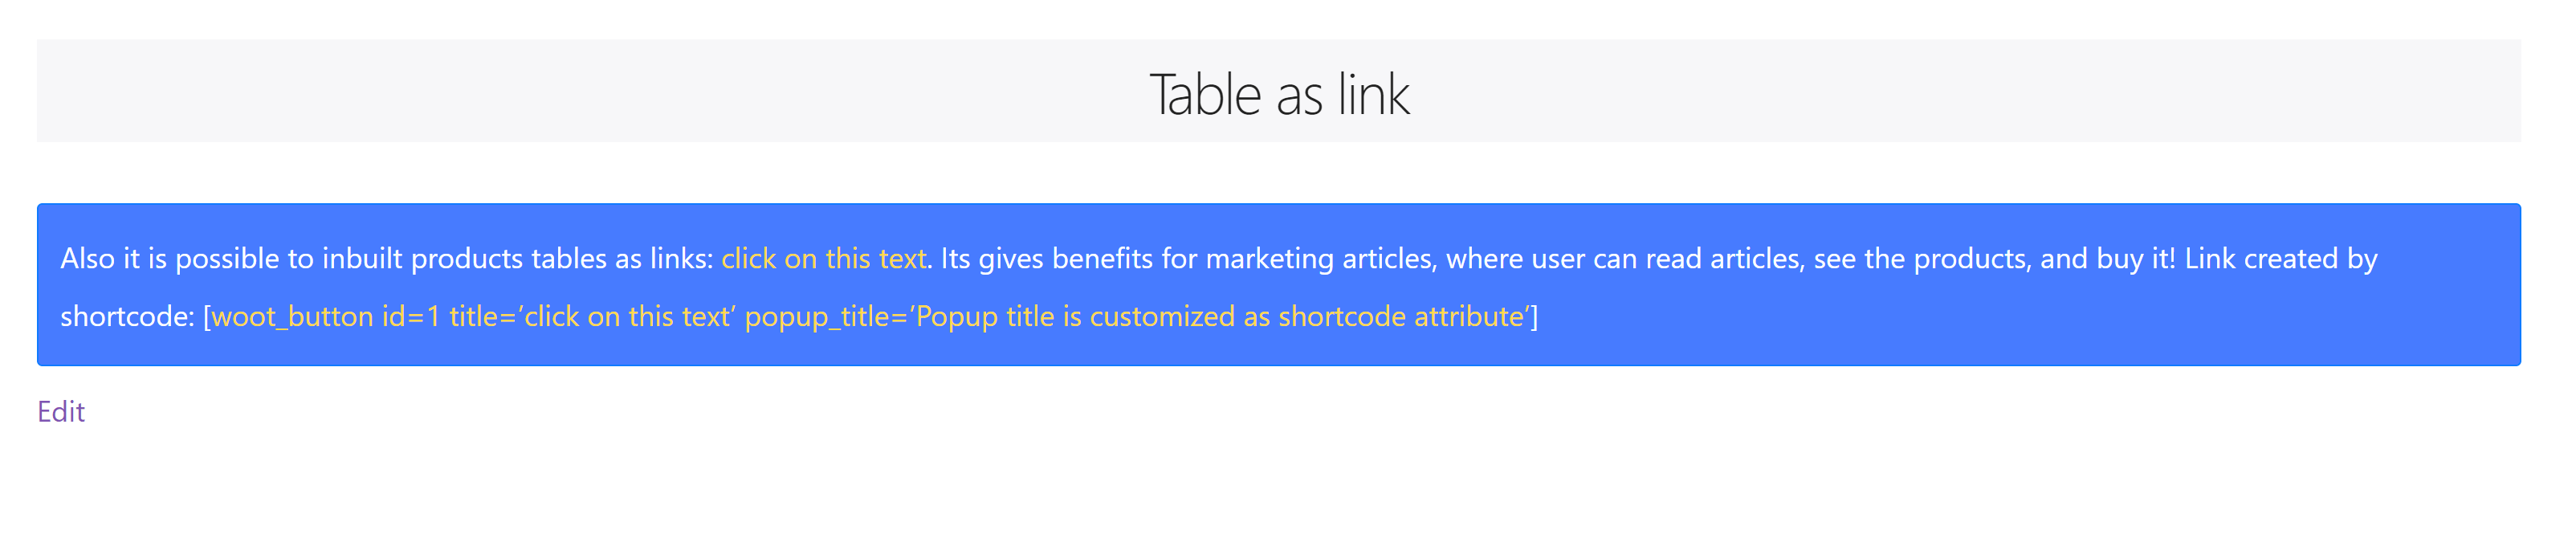 Table as link
Also it is possible to inbuilt products tables as links: click on this text. Its gives benefits for marketing articles, where user can read articles, see the products, and buy it! Link created by
shortcode: [woot_button id=1 title=’click on this text’ popup_title=’Popup title is customized as shortcode attribute’]
Edit